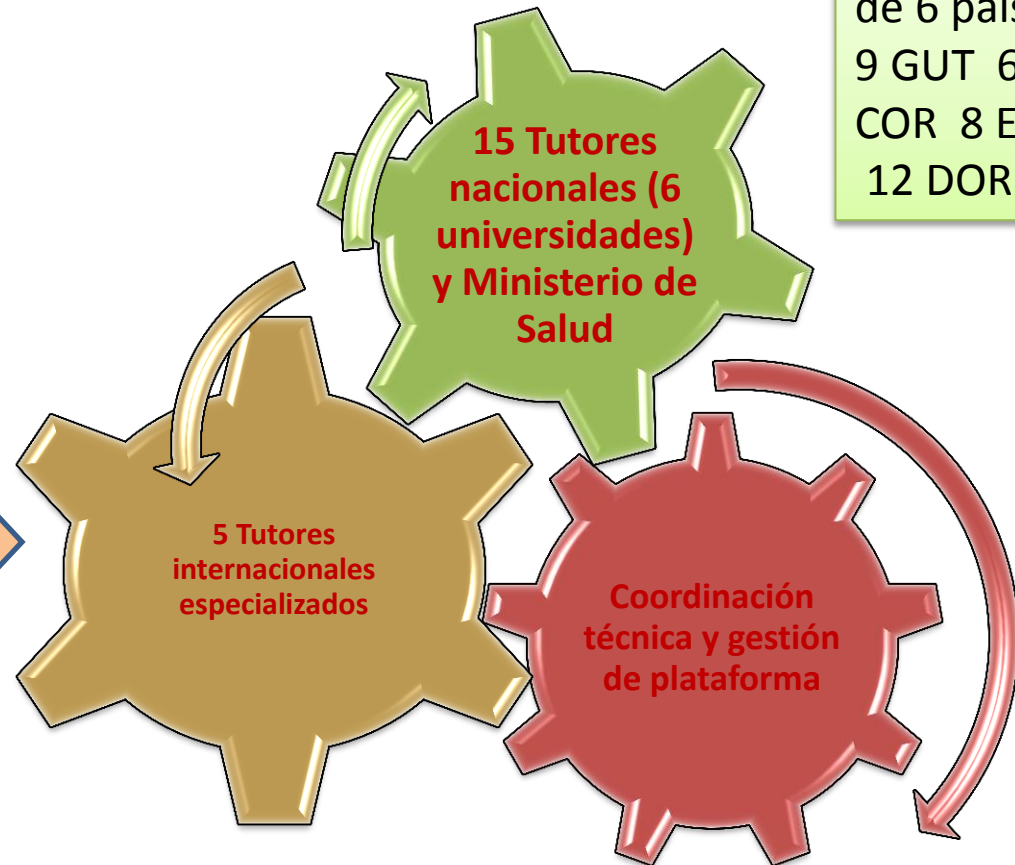 de 6 país
9 GUT 6
COR 8 E
12 DOR
15 Tutores
nacionales (6
universidades)
y Ministerio de
Salud
5 Tutores
internacionales
especializados
Coordinación
técnica y gestión
de plataforma